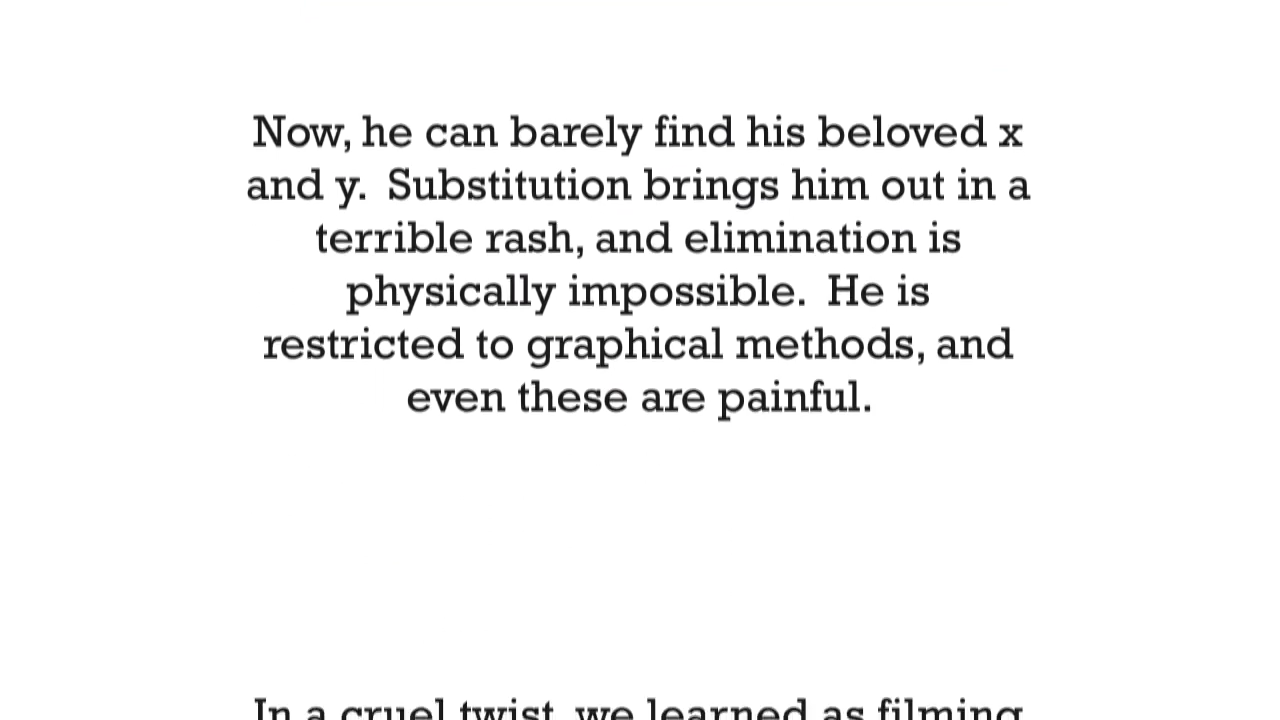 Now, he can barely find his beloved x
and y.  Substitution brings him out in a
terrible rash, and elimination is
physically impossible.  He is
restricted to graphical methods, and
even these are painful.
In a cruel twist, we learned as filming